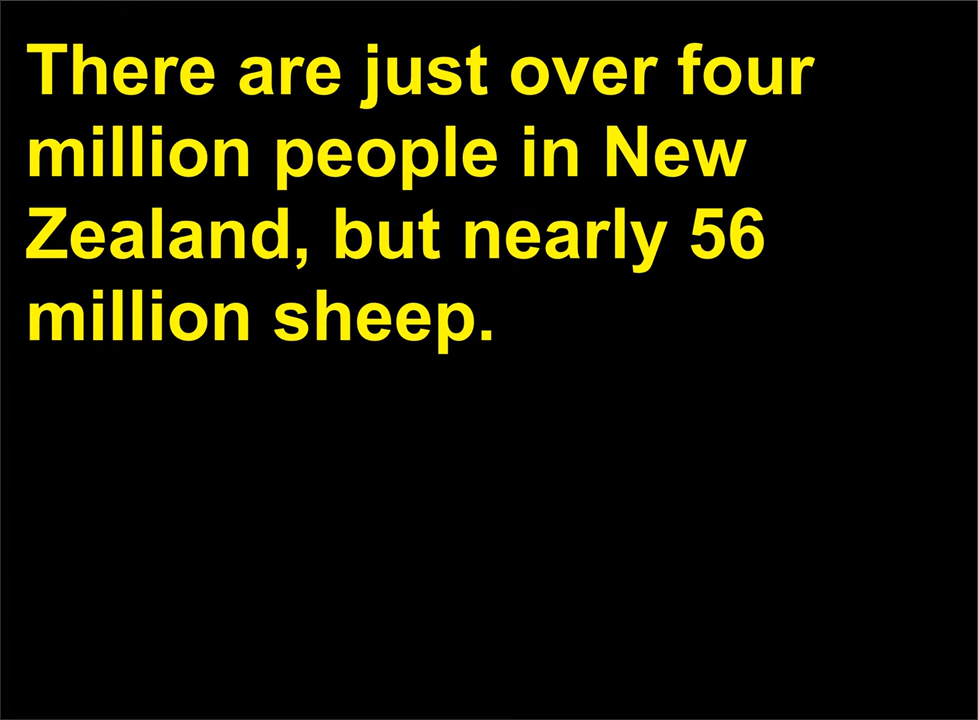 There are just over four
million people in New
Zealand, but nearly 56
million sheep.